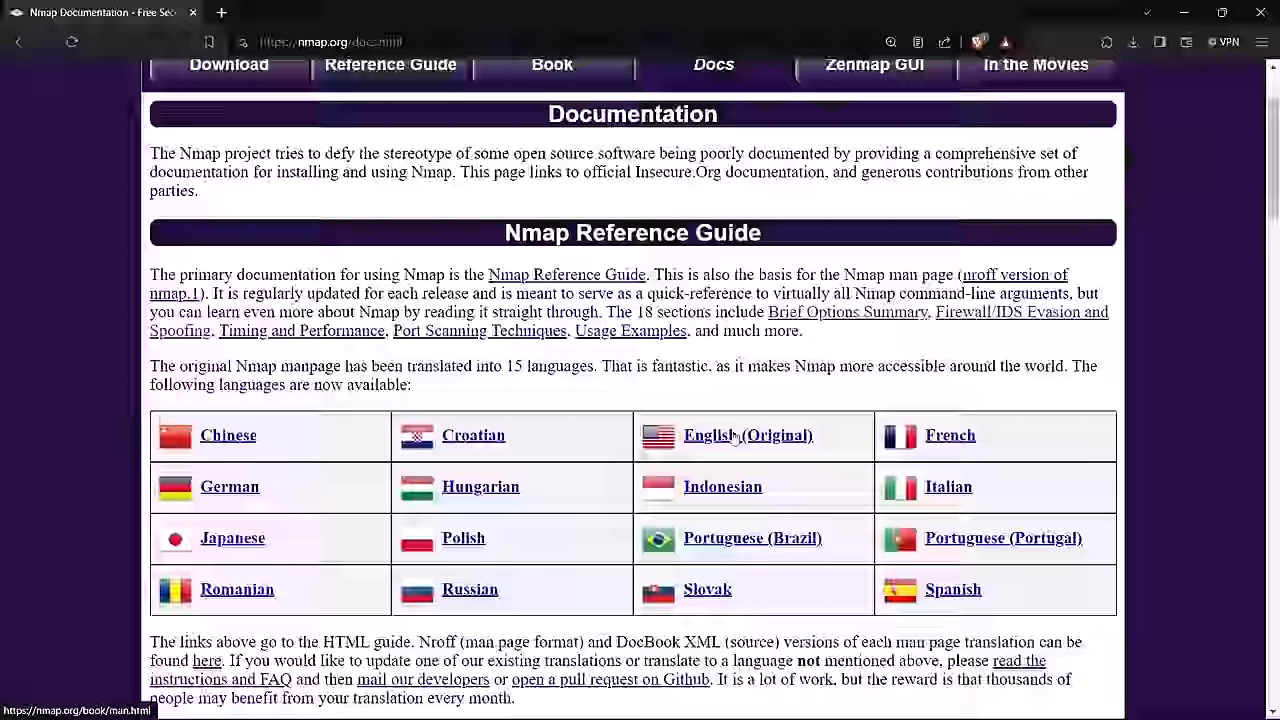 Nmap Documentation - Free Sec
https://nmap.org/docs.html
VPN
Download Reference Guide Book Docs Zenmap GUI In the Movies
Documentation
The Nmap project tries to defy the stereotype of some open source software being poorly documented by providing a comprehensive set of
documentation for installing and using Nmap. This page links to official Insecure.Org documentation, and generous contributions from other
parties.
Nmap Reference Guide
The primary documentation for using Nmap is the Nmap Reference Guide. This is also the basis for the Nmap man page (nroff version of
nmap.1). It is regularly updated for each release and is meant to serve as a quick-reference to virtually all Nmap command-line arguments, but
you can learn even more about Nmap by reading it straight through. The 18 sections include Brief Options Summary, Firewall/IDS Evasion and
Spoofing, Timing and Performance, Port Scanning Techniques, Usage Examples, and much more.
The original Nmap manpage has been translated into 15 languages. That is fantastic, as it makes Nmap more accessible around the world. The
following languages are now available:
Chinese Croatian English (Original) French
German Hungarian Indonesian Italian
Japanese Polish Portuguese (Brazil) Portuguese (Portugal)
Romanian Russian Slovak Spanish
The links above go to the HTML guide. Nroff (man page format) and DocBook XML (source) versions of each man page translation can be
found here. If you would like to update one of our existing translations or translate to a language not mentioned above, please read the
instructions and FAQ and then mail our developers or open a pull request on Github. It is a lot of work, but the reward is that thousands of
people may benefit from your translation every month.
https://nmap.org/book/man.html